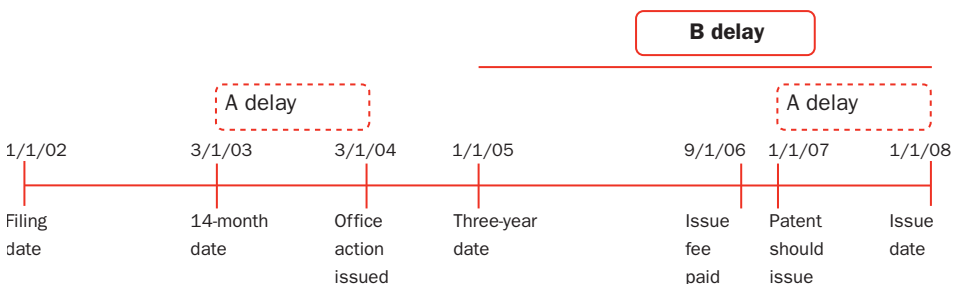 B delay
A delay
A delay
1/1/02
3/1/03
3/1/04
1/1/05
9/1/06
1/1/07
1/1/08
Filing
date
14-month
date
Office
action
issued
Three-year
date
Issue
fee
paid
Patent
should
issue
Issue
date